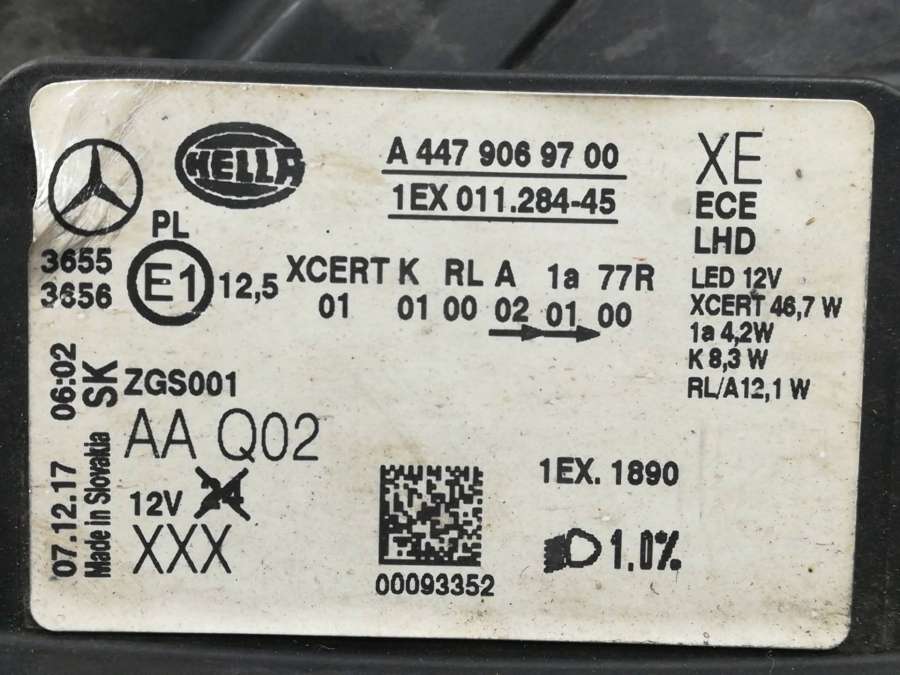 HELLA
A 447 906 97 00
1EX 011.284-45
XE
ECE
LHD
PL
3655
3656
E1
12,5
XCERT K RL A 1a 77R
01 01 00 02 01 00
LED 12V
XCERT 46,7 W
1a 4,2W
K 8,3 W
RL/A12,1 W
07.12.17 06:02
Made in Slovakia
SK
ZGS001
AA Q02
12V 24
XXX
00093352
1EX. 1890
1.0%